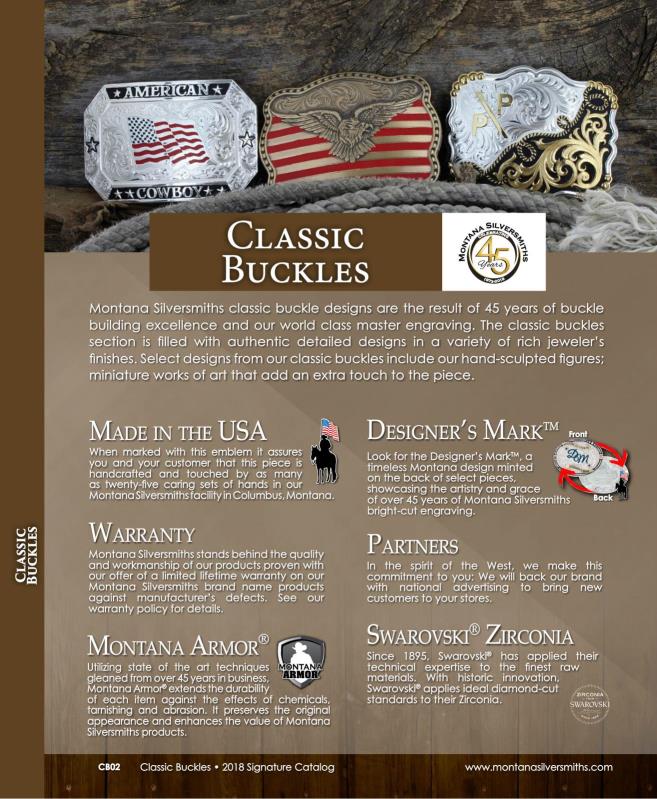 AMERICAN
COWBOY
P P
CLASSIC
BUCKLES
MONTANA SILVERSMITHS
CELEBRATING
45
Years
1973-2018
Montana Silversmiths classic buckle designs are the result of 45 years of buckle
building excellence and our world class master engraving. The classic buckles
section is filled with authentic detailed designs in a variety of rich jeweler's
finishes. Select designs from our classic buckles include our hand-sculpted figures;
miniature works of art that add an extra touch to the piece.
MADE IN THE USA
When marked with this emblem it assures
you and your customer that this piece is
handcrafted and touched by as many
as twenty-five caring sets of hands in our
Montana Silversmiths facility in Columbus, Montana.
WARRANTY
Montana Silversmiths stands behind the quality
and workmanship of our products proven with
our offer of a limited lifetime warranty on our
Montana Silversmiths brand name products
against manufacturer's defects. See our
warranty policy for details.
MONTANA ARMOR®
Utilizing state of the art techniques
gleaned from over 45 years in business,
Montana Armor® extends the durability
of each item against the effects of chemicals,
tarnishing and abrasion. It preserves the original
appearance and enhances the value of Montana
Silversmiths products.
MONTANA
ARMOR
DESIGNER'S MARK™
Look for the Designer's Mark™, a
timeless Montana design minted
on the back of select pieces,
showcasing the artistry and grace
of over 45 years of Montana Silversmiths
bright-cut engraving.
Front
Back
PARTNERS
In the spirit of the West, we make this
commitment to you: We will back our brand
with national advertising to bring new
customers to your stores.
SWAROVSKI® ZIRCONIA
Since 1895, Swarovski® has applied their
technical expertise to the finest raw
materials. With historic innovation,
Swarovski® applies ideal diamond-cut
standards to their Zirconia.
ZIRCONIA
SWAROVSKI
CLASSIC
BUCKLES
CB02 Classic Buckles • 2018 Signature Catalog www.montanasilversmiths.com